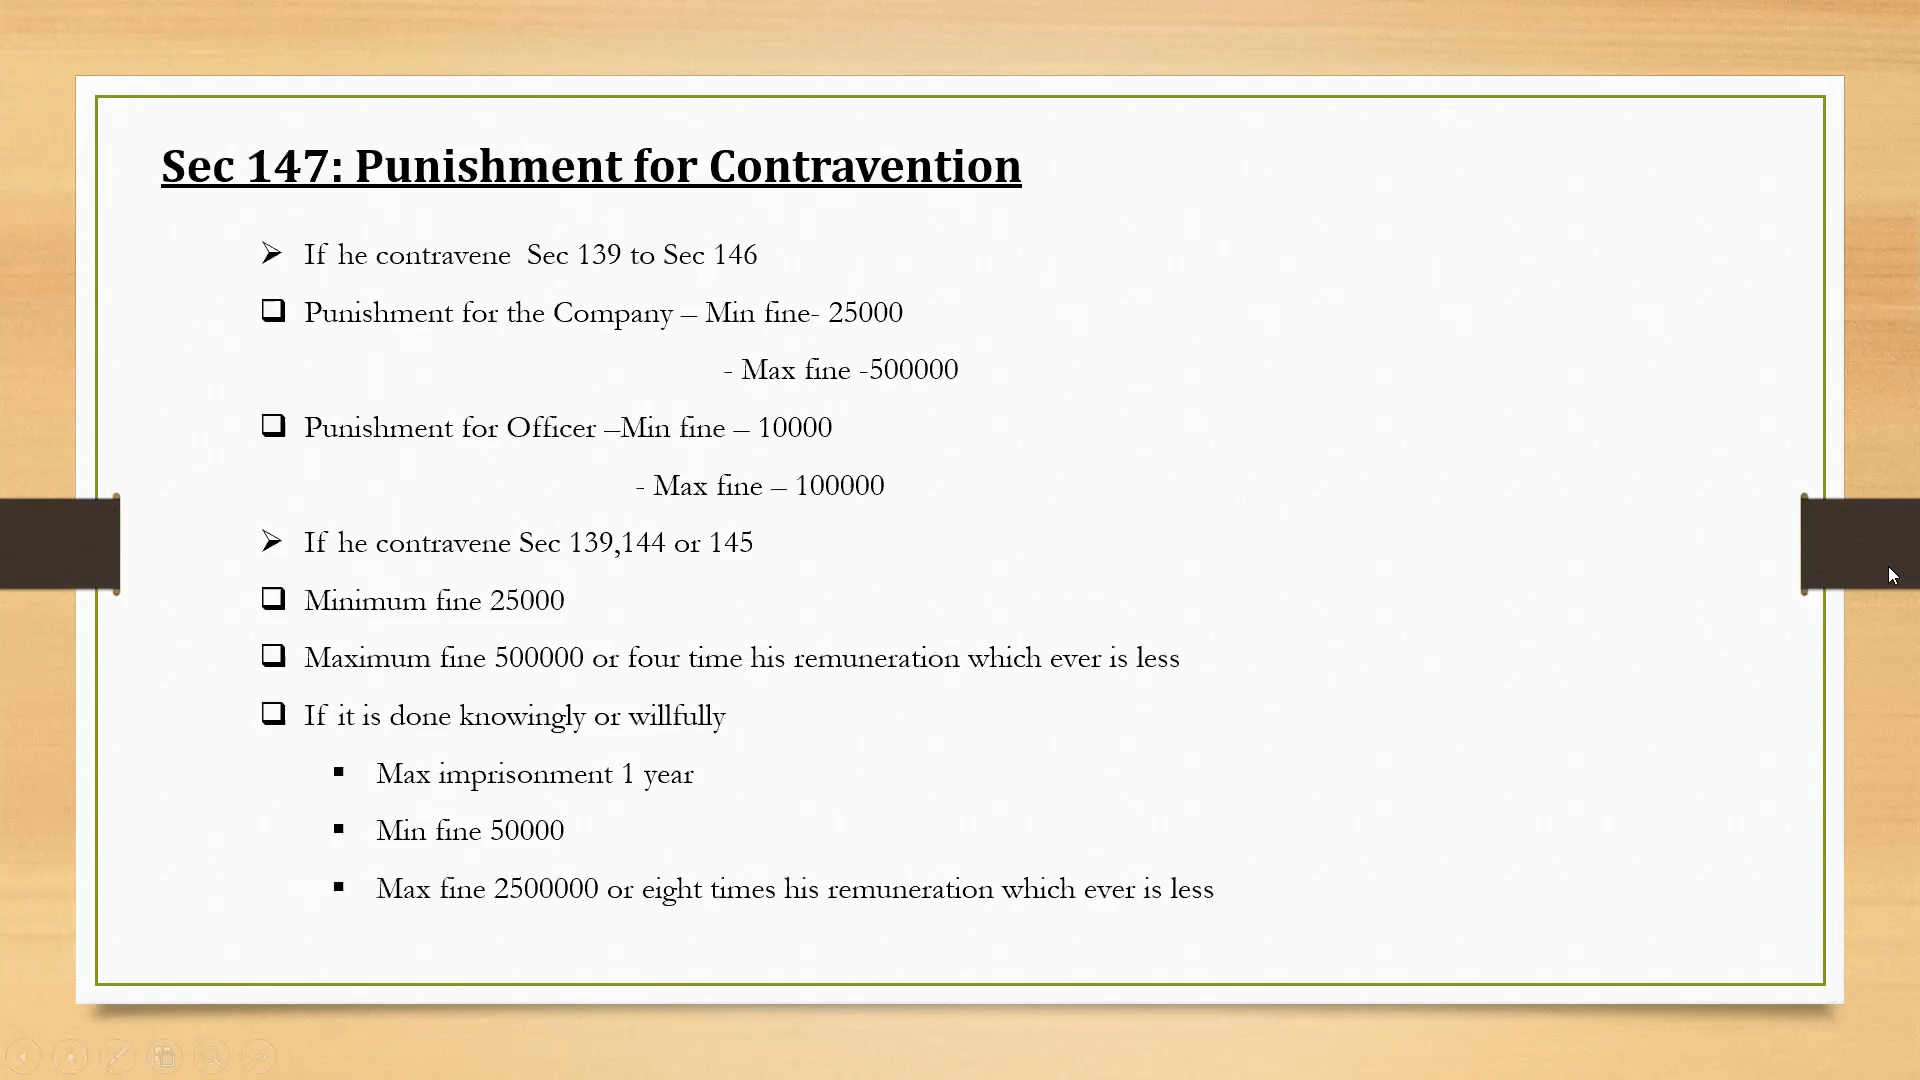 Sec 147: Punishment for Contravention
If he contravene Sec 139 to Sec 146
Punishment for the Company – Min fine- 25000
- Max fine -500000
Punishment for Officer –Min fine – 10000
- Max fine – 100000
If he contravene Sec 139,144 or 145
Minimum fine 25000
Maximum fine 500000 or four time his remuneration which ever is less
If it is done knowingly or willfully
Max imprisonment 1 year
Min fine 50000
Max fine 2500000 or eight times his remuneration which ever is less